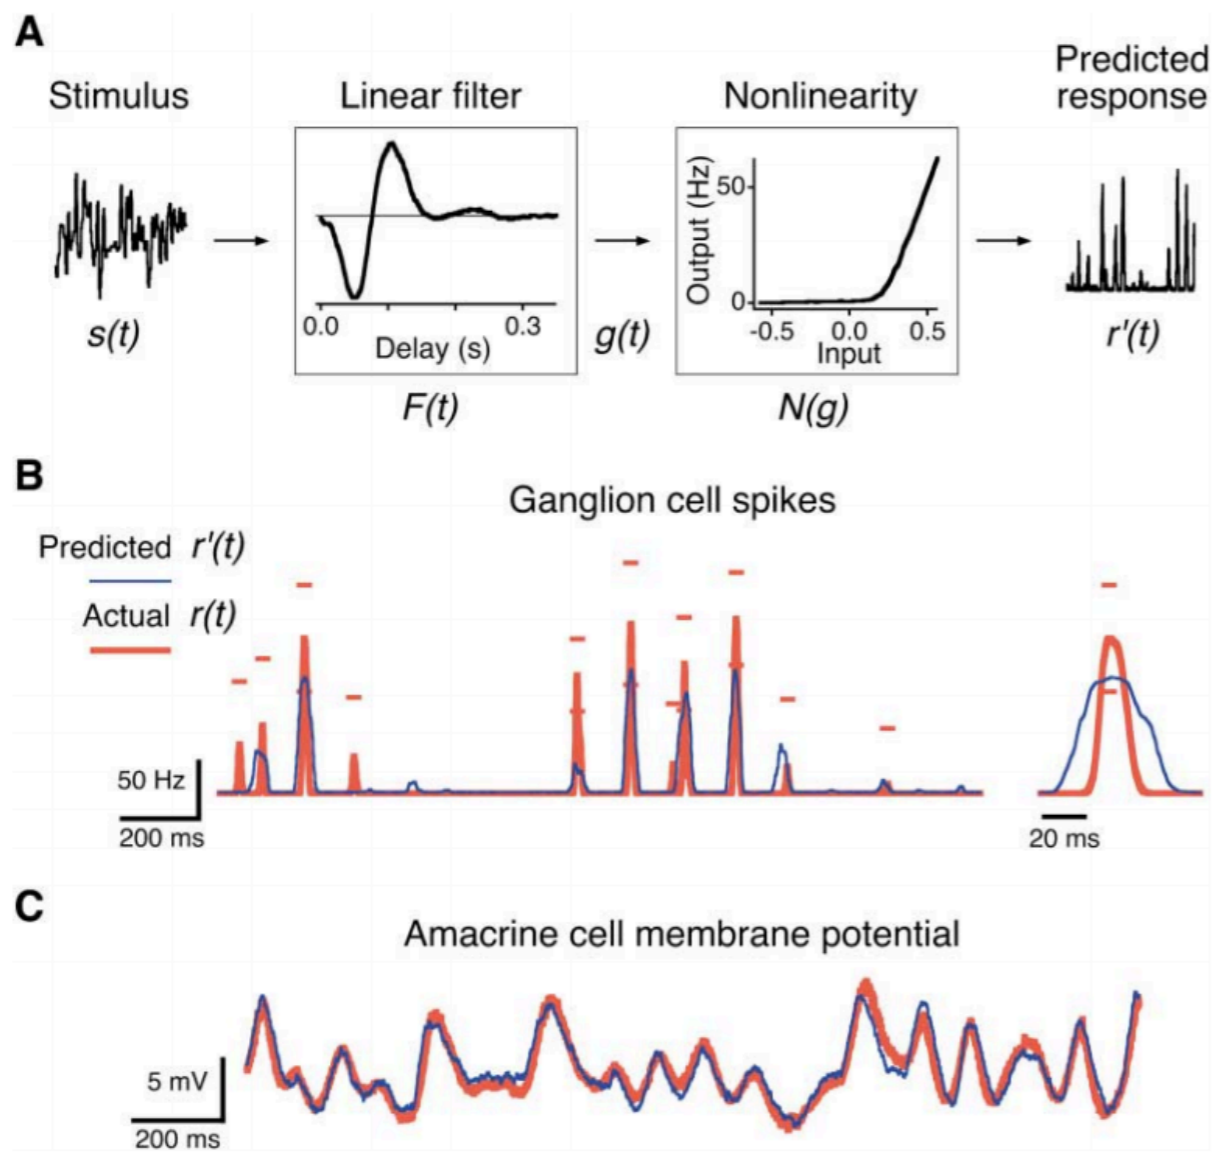 A
Stimulus
Linear filter
Nonlinearity
Predicted
response
s(t)
0.0
0.3
Delay (s)
F(t)
g(t)
Output (Hz)
50
0
-0.5
0.0
0.5
Input
N(g)
r'(t)
B
Ganglion cell spikes
Predicted r'(t)
Actual r(t)
50 Hz
200 ms
20 ms
C
Amacrine cell membrane potential
5 mV
200 ms